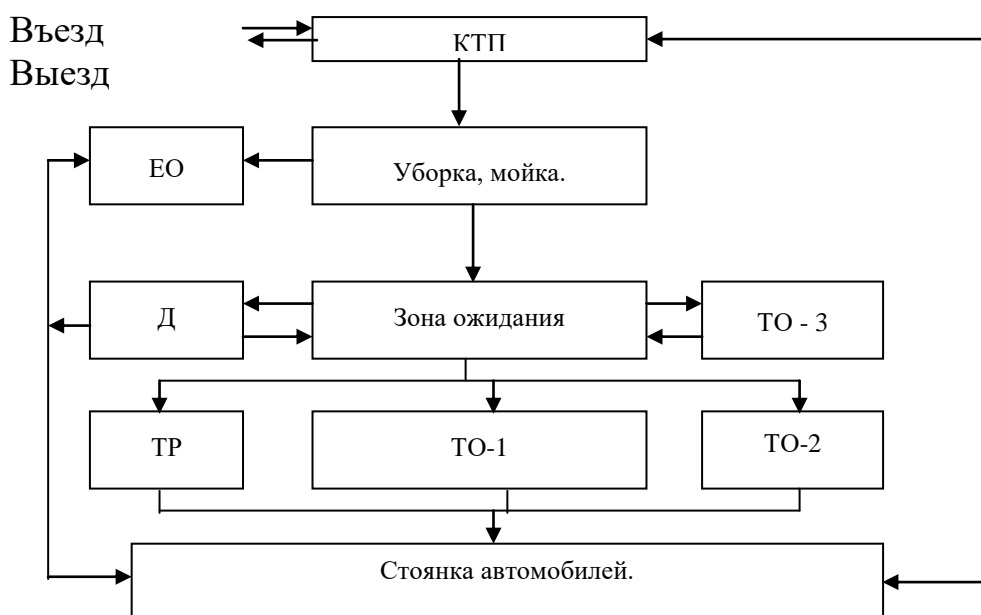 Въезд
Выезд
КТП
ЕО
Уборка, мойка.
Д
Зона ожидания
ТО - 3
ТР
ТО-1
ТО-2
Стоянка автомобилей.